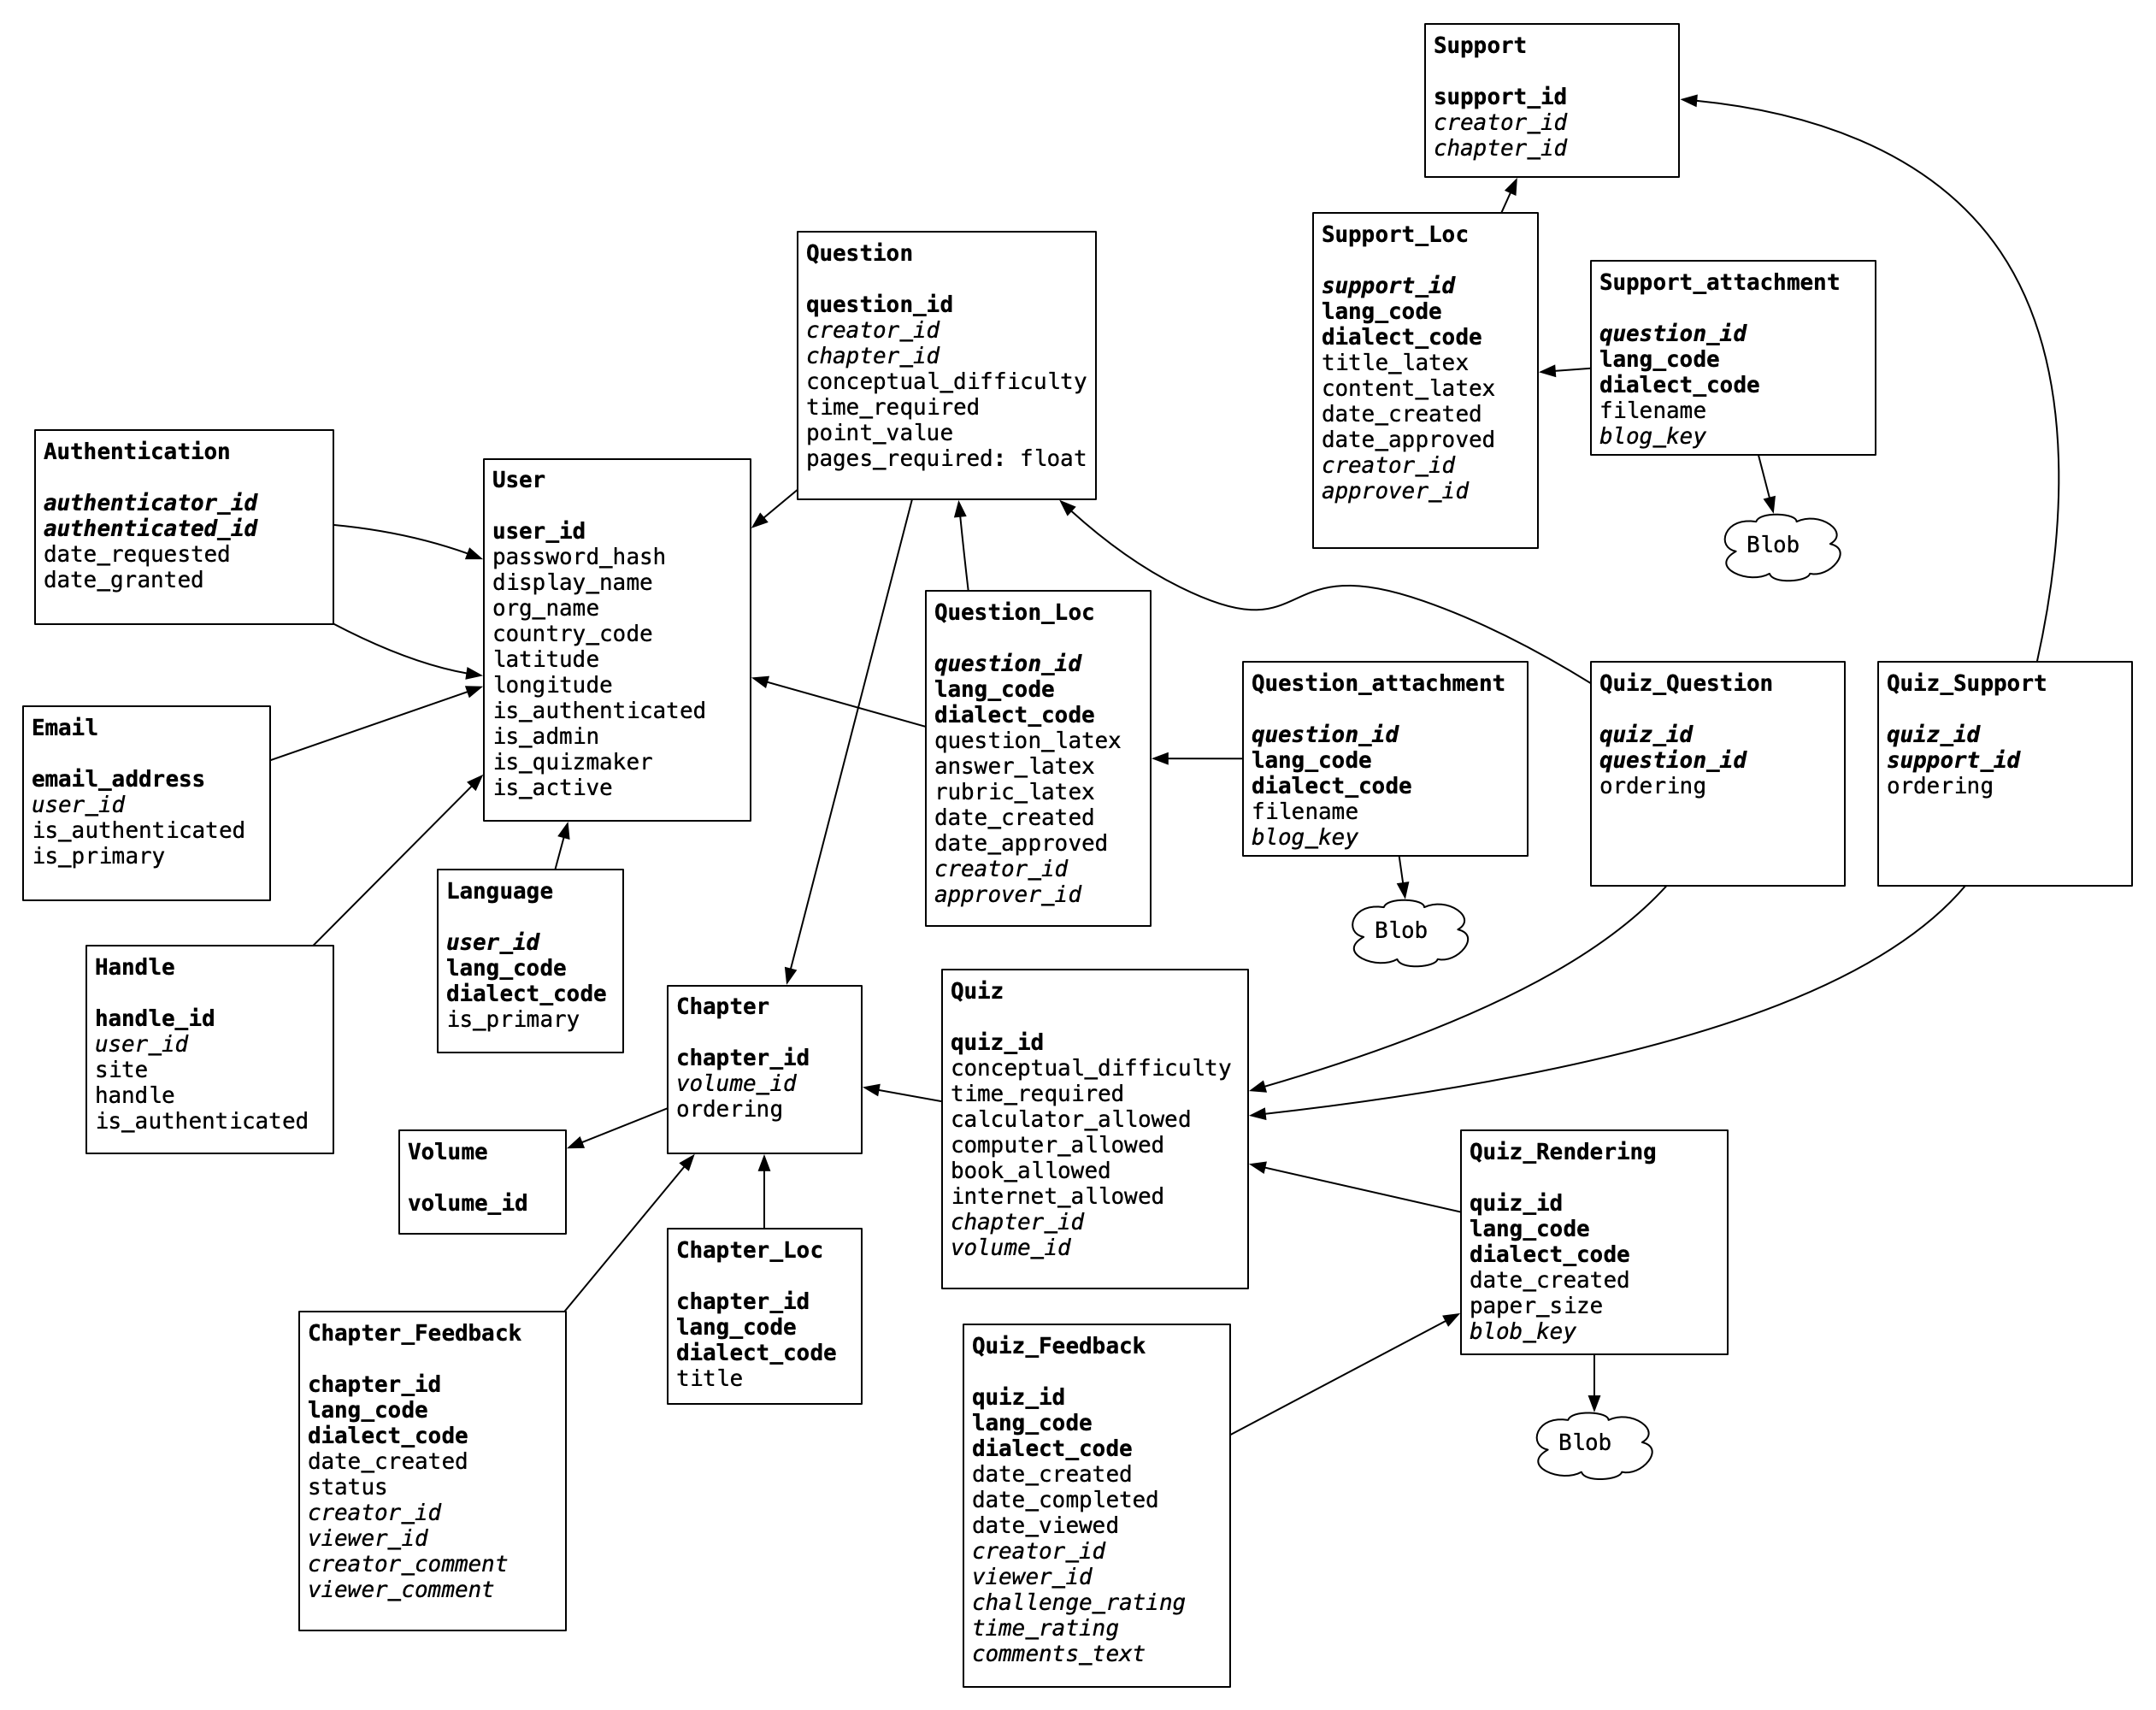 Support
support_id
creator_id
chapter_id
Support_Loc
support_id
lang_code
dialect_code
title_latex
content_latex
date_created
date_approved
creator_id
approver_id
Support_attachment
question_id
lang_code
dialect_code
filename
blog_key
Blob
Question
question_id
creator_id
chapter_id
conceptual_difficulty
time_required
point_value
pages_required: float
Authentication
authenticator_id
authenticated_id
date_requested
date_granted
User
user_id
password_hash
display_name
org_name
country_code
latitude
longitude
is_authenticated
is_admin
is_quizmaker
is_active
Question_Loc
question_id
lang_code
dialect_code
question_latex
answer_latex
rubric_latex
date_created
date_approved
creator_id
approver_id
Question_attachment
question_id
lang_code
dialect_code
filename
blog_key
Blob
Quiz_Question
quiz_id
question_id
ordering
Quiz_Support
quiz_id
support_id
ordering
Email
email_address
user_id
is_authenticated
is_primary
Language
user_id
lang_code
dialect_code
is_primary
Handle
handle_id
user_id
site
handle
is_authenticated
Chapter
chapter_id
volume_id
ordering
Quiz
quiz_id
conceptual_difficulty
time_required
calculator_allowed
computer_allowed
book_allowed
internet_allowed
chapter_id
volume_id
Volume
volume_id
Quiz_Rendering
quiz_id
lang_code
dialect_code
date_created
paper_size
blob_key
Blob
Chapter_Loc
chapter_id
lang_code
dialect_code
title
Chapter_Feedback
chapter_id
lang_code
dialect_code
date_created
status
creator_id
viewer_id
creator_comment
viewer_comment
Quiz_Feedback
quiz_id
lang_code
dialect_code
date_created
date_completed
date_viewed
creator_id
viewer_id
challenge_rating
time_rating
comments_text